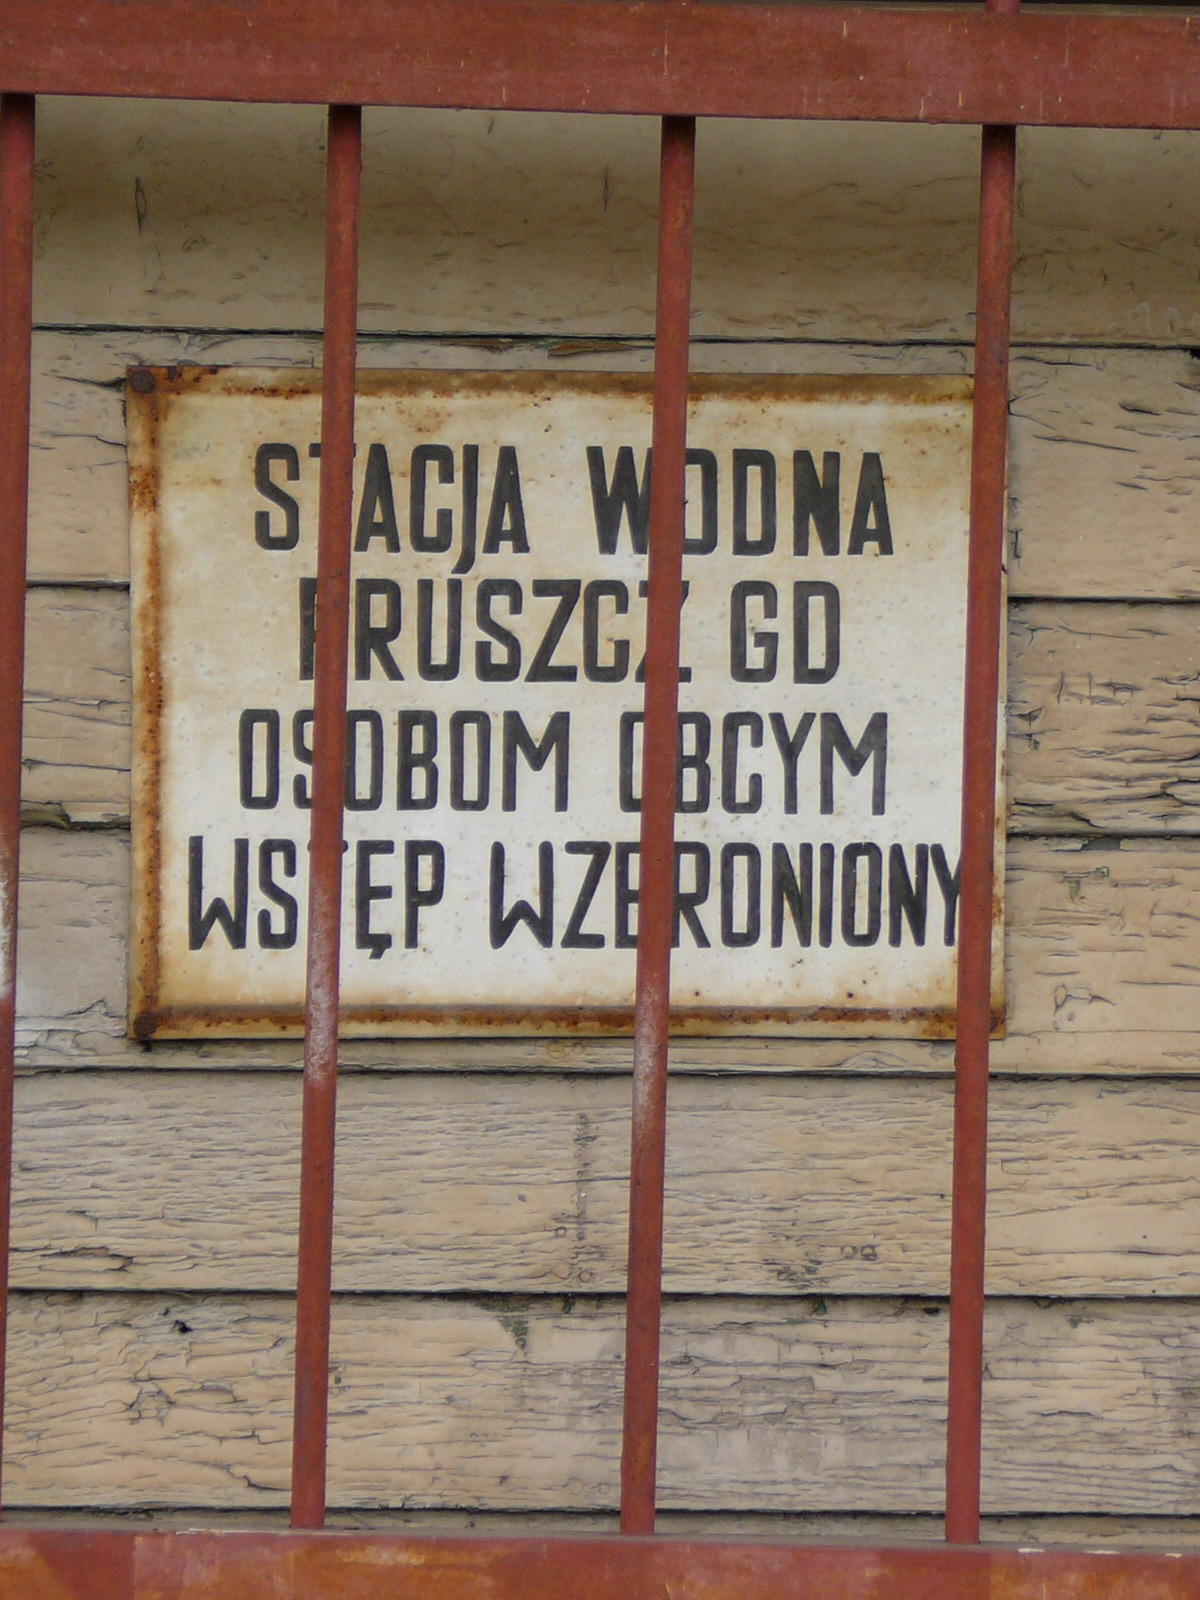 STACJA WODNA
PRUSZCZ GD
OSOBOM OBCYM
WSTĘP WZBRONIONY